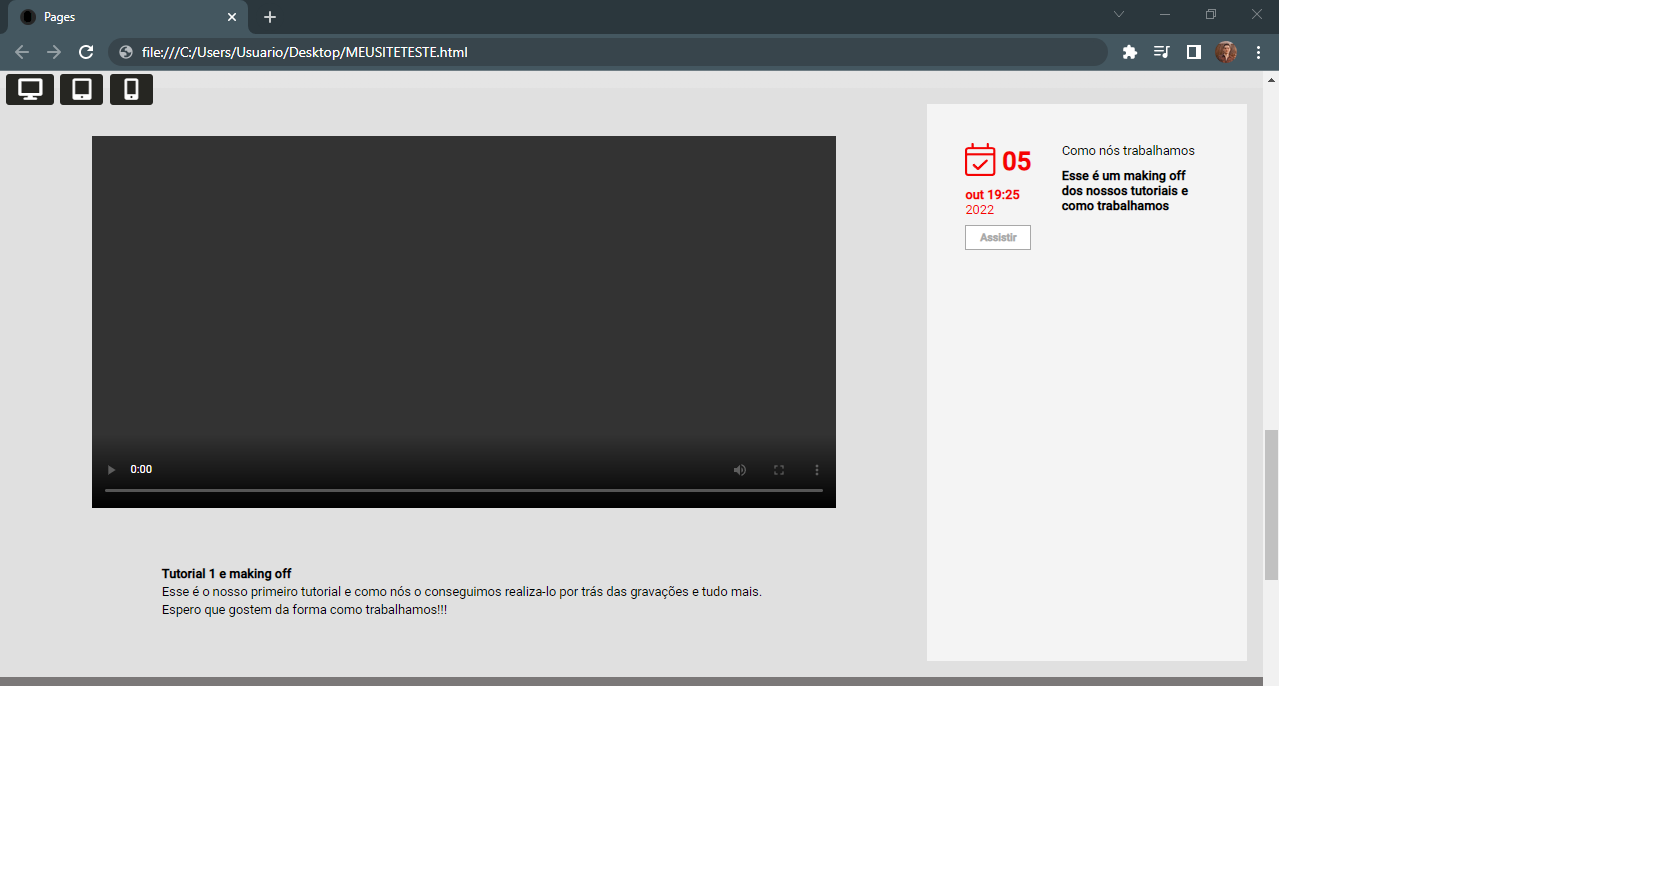 Pages
file:///C:/Users/Usuario/Desktop/MEUSITETESTE.html
0:00
Tutorial 1 e making off
Esse é o nosso primeiro tutorial e como nós o conseguimos realiza-lo por trás das gravações e tudo mais.
Espero que gostem da forma como trabalhamos!!!
05
out 19:25
2022
Assistir
Como nós trabalhamos
Esse é um making off
dos nossos tutoriais e
como trabalhamos